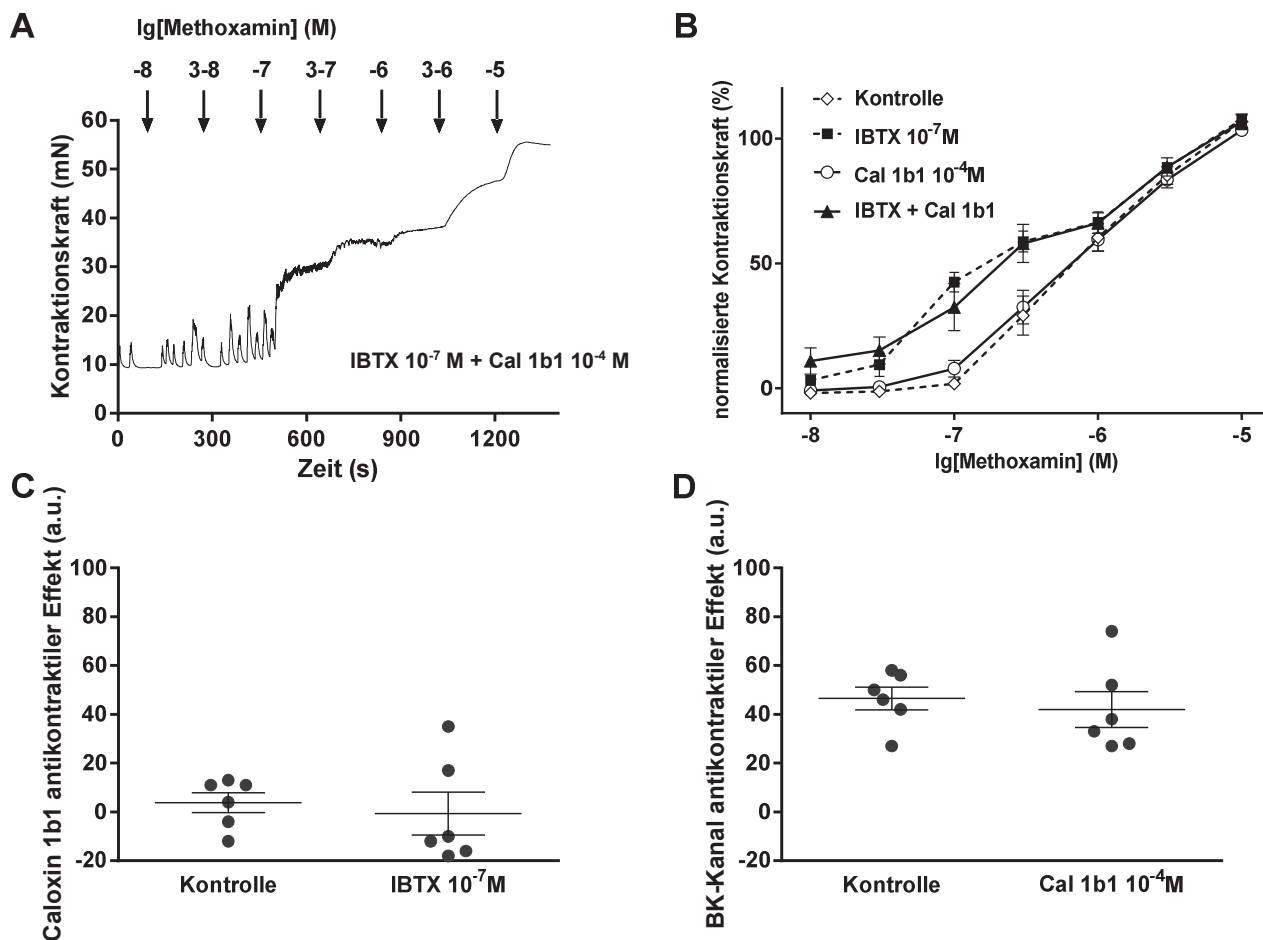 A
lg[Methoxamin] (M)
-8 3-8 -7 3-7 -6 3-6 -5
Kontraktionskraft (mN)
60
50
40
30
20
10
0
IBTX 10-7 M + Cal 1b1 10-4 M
0 300 600 900 1200
Zeit (s)
B
normalisierte Kontraktionskraft (%)
Kontrolle
IBTX 10-7M
Cal 1b1 10-4M
IBTX + Cal 1b1
100
50
0
-8 -7 -6 -5
lg[Methoxamin] (M)
C
Caloxin 1b1 antikontraktiler Effekt (a.u.)
100
80
60
40
20
0
-20
Kontrolle IBTX 10-7M
D
BK-Kanal antikontraktiler Effekt (a.u.)
100
80
60
40
20
0
-20
Kontrolle Cal 1b1 10-4M